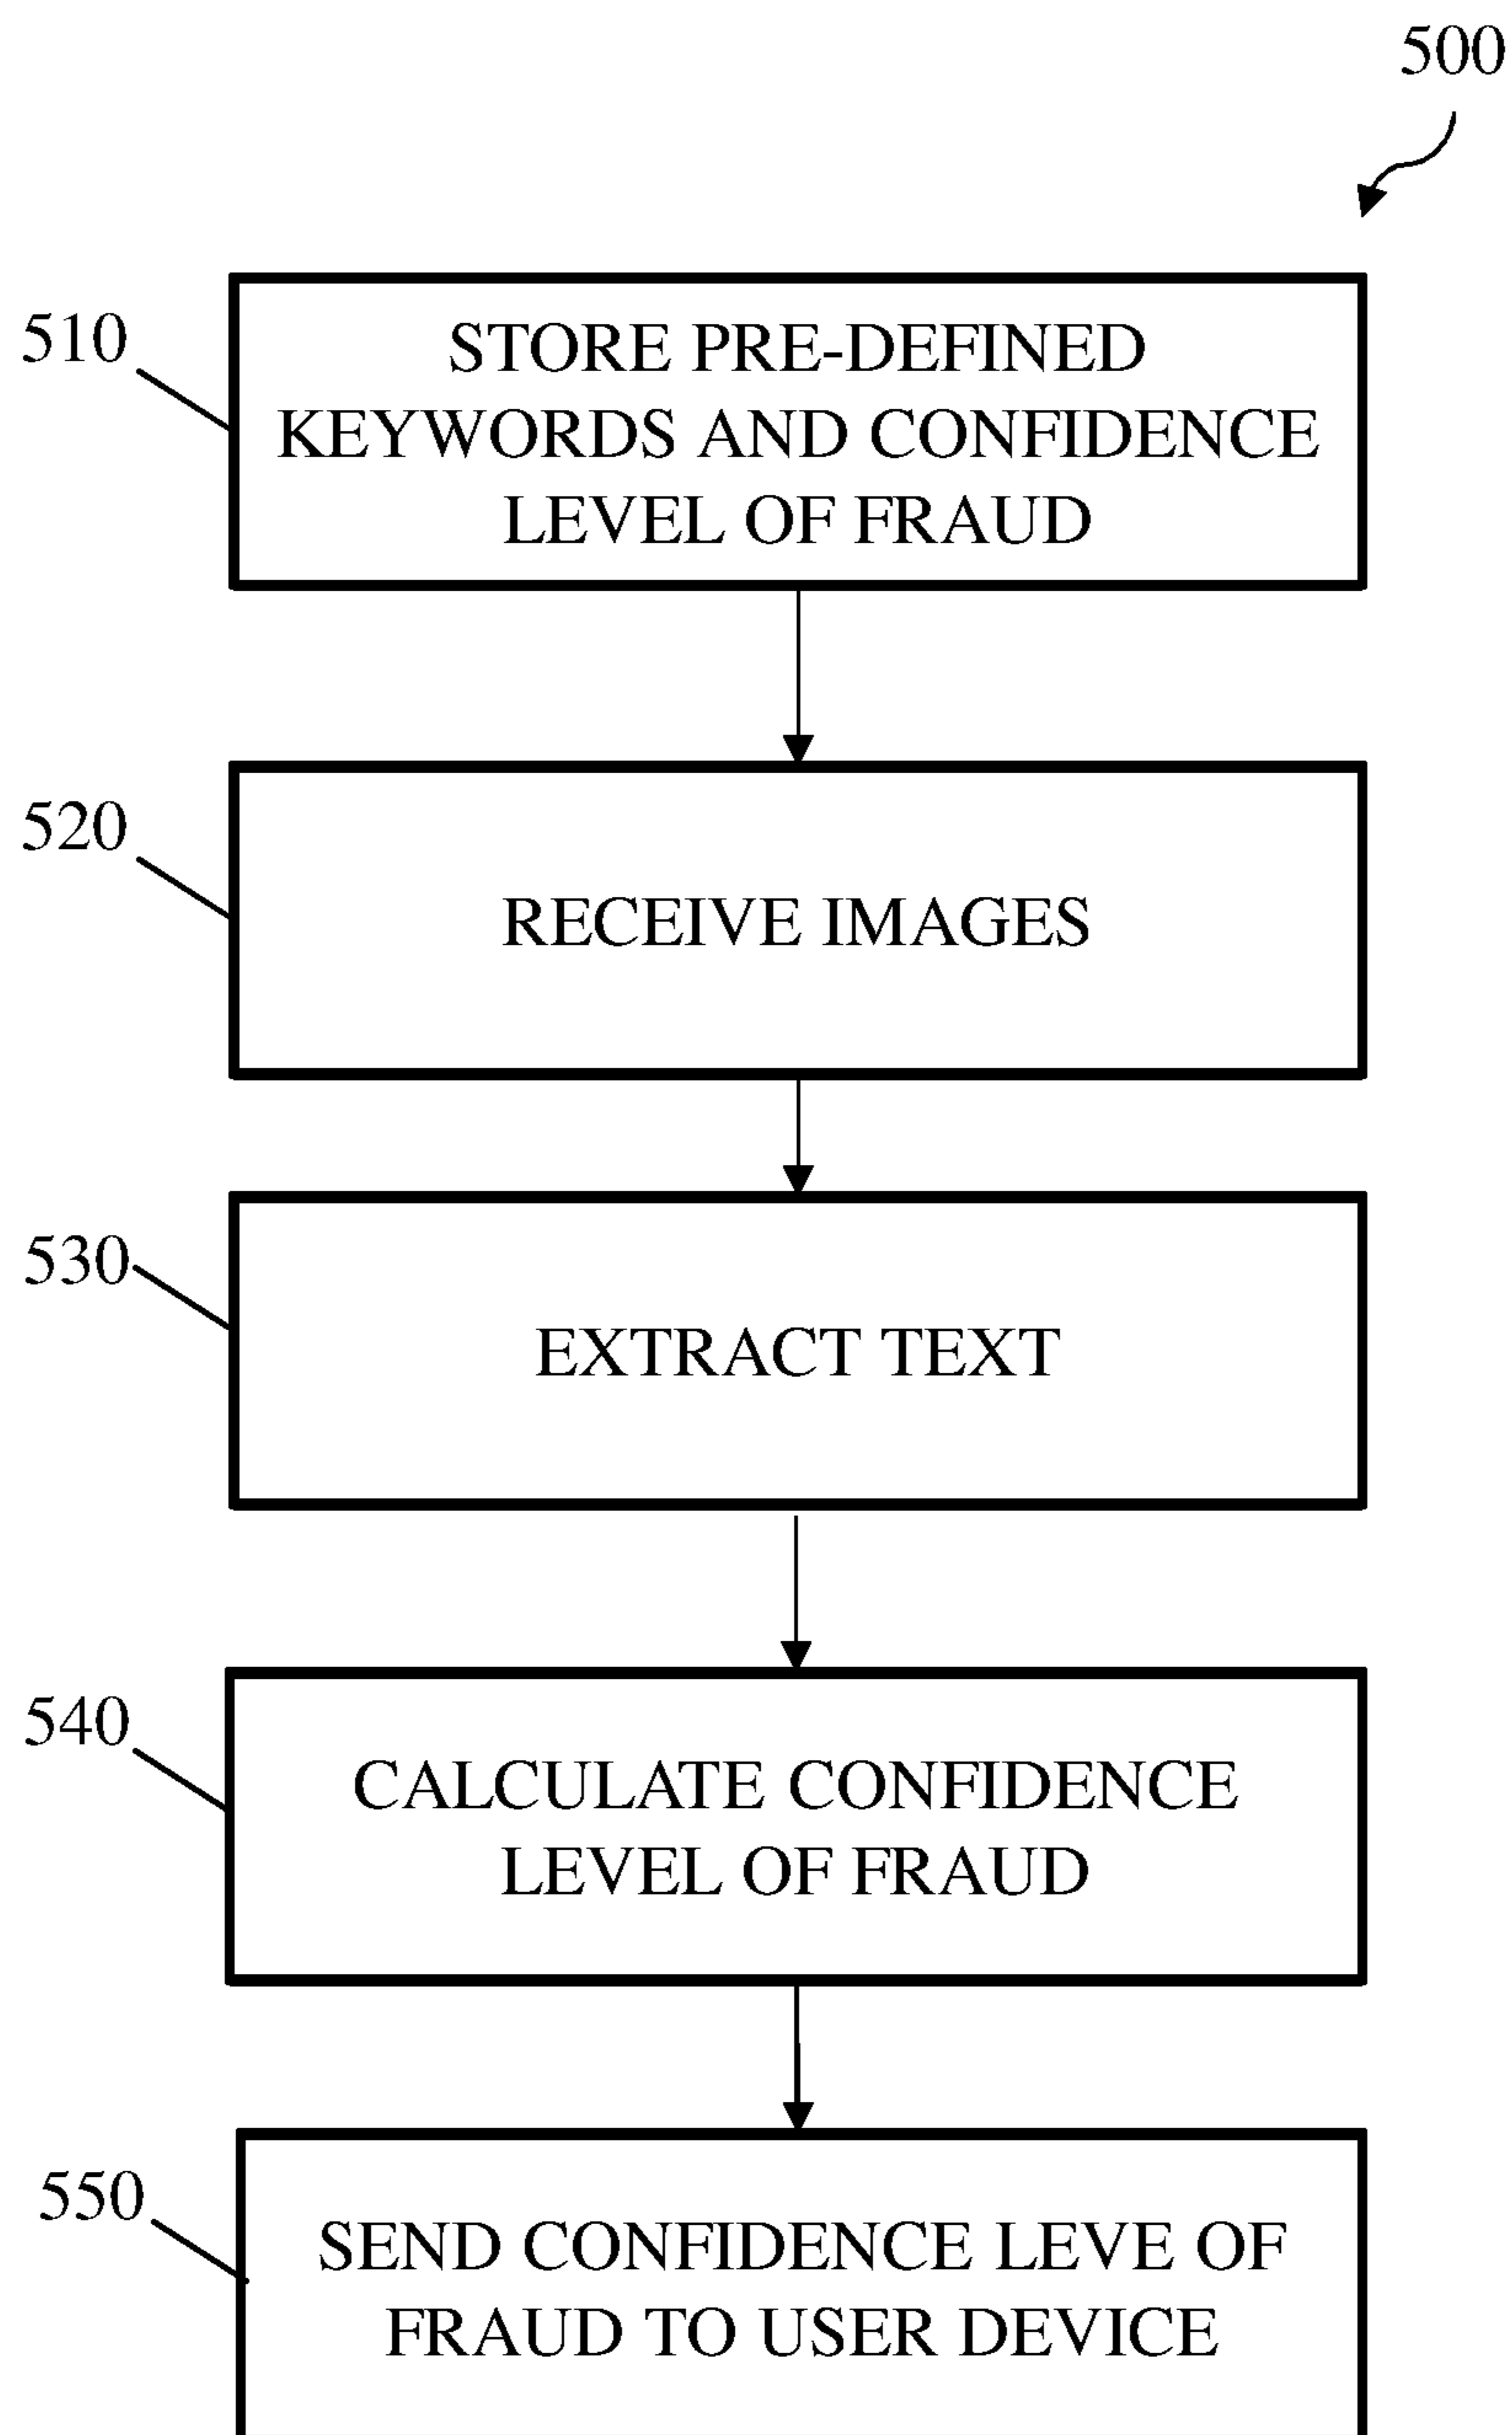 500
510
STORE PRE-DEFINED
KEYWORDS AND CONFIDENCE
LEVEL OF FRAUD
520
RECEIVE IMAGES
530
EXTRACT TEXT
540
CALCULATE CONFIDENCE
LEVEL OF FRAUD
550
SEND CONFIDENCE LEVE OF
FRAUD TO USER DEVICE